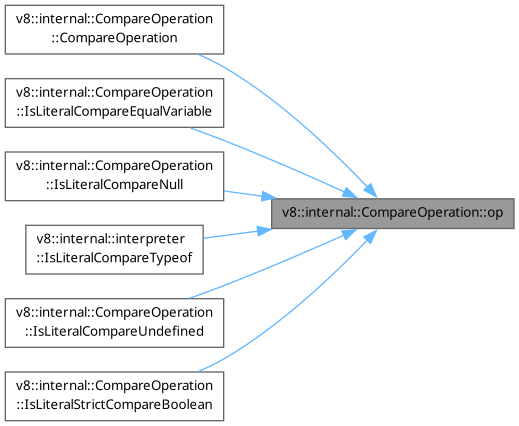 v8::internal::CompareOperation
::CompareOperation
v8::internal::CompareOperation
::IsLiteralCompareEqualVariable
v8::internal::CompareOperation
::IsLiteralCompareNull
v8::internal::CompareOperation::op
v8::internal::interpreter
::IsLiteralCompareTypeof
v8::internal::CompareOperation
::IsLiteralCompareUndefined
v8::internal::CompareOperation
::IsLiteralStrictCompareBoolean